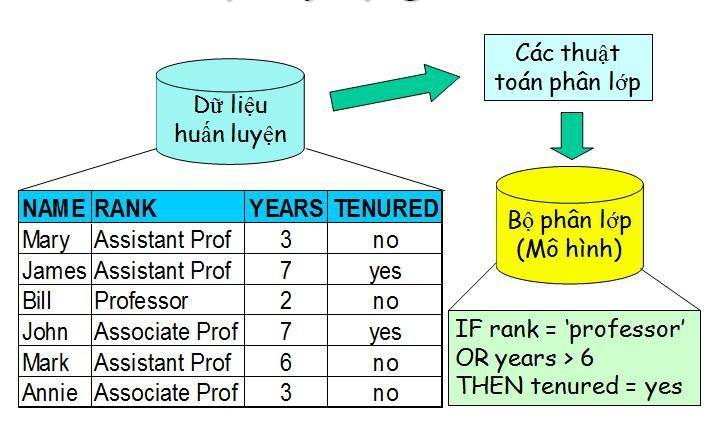 Dữ liệu
huấn luyện
Các thuật
toán phân lớp
NAME RANK YEARS TENURED
Mary Assistant Prof 3 no
James Assistant Prof 7 yes
Bill Professor 2 no
John Associate Prof 7 yes
Mark Assistant Prof 6 no
Annie Associate Prof 3 no
Bộ phân lớp
(Mô hình)
IF rank = ‘professor’
OR years > 6
THEN tenured = yes